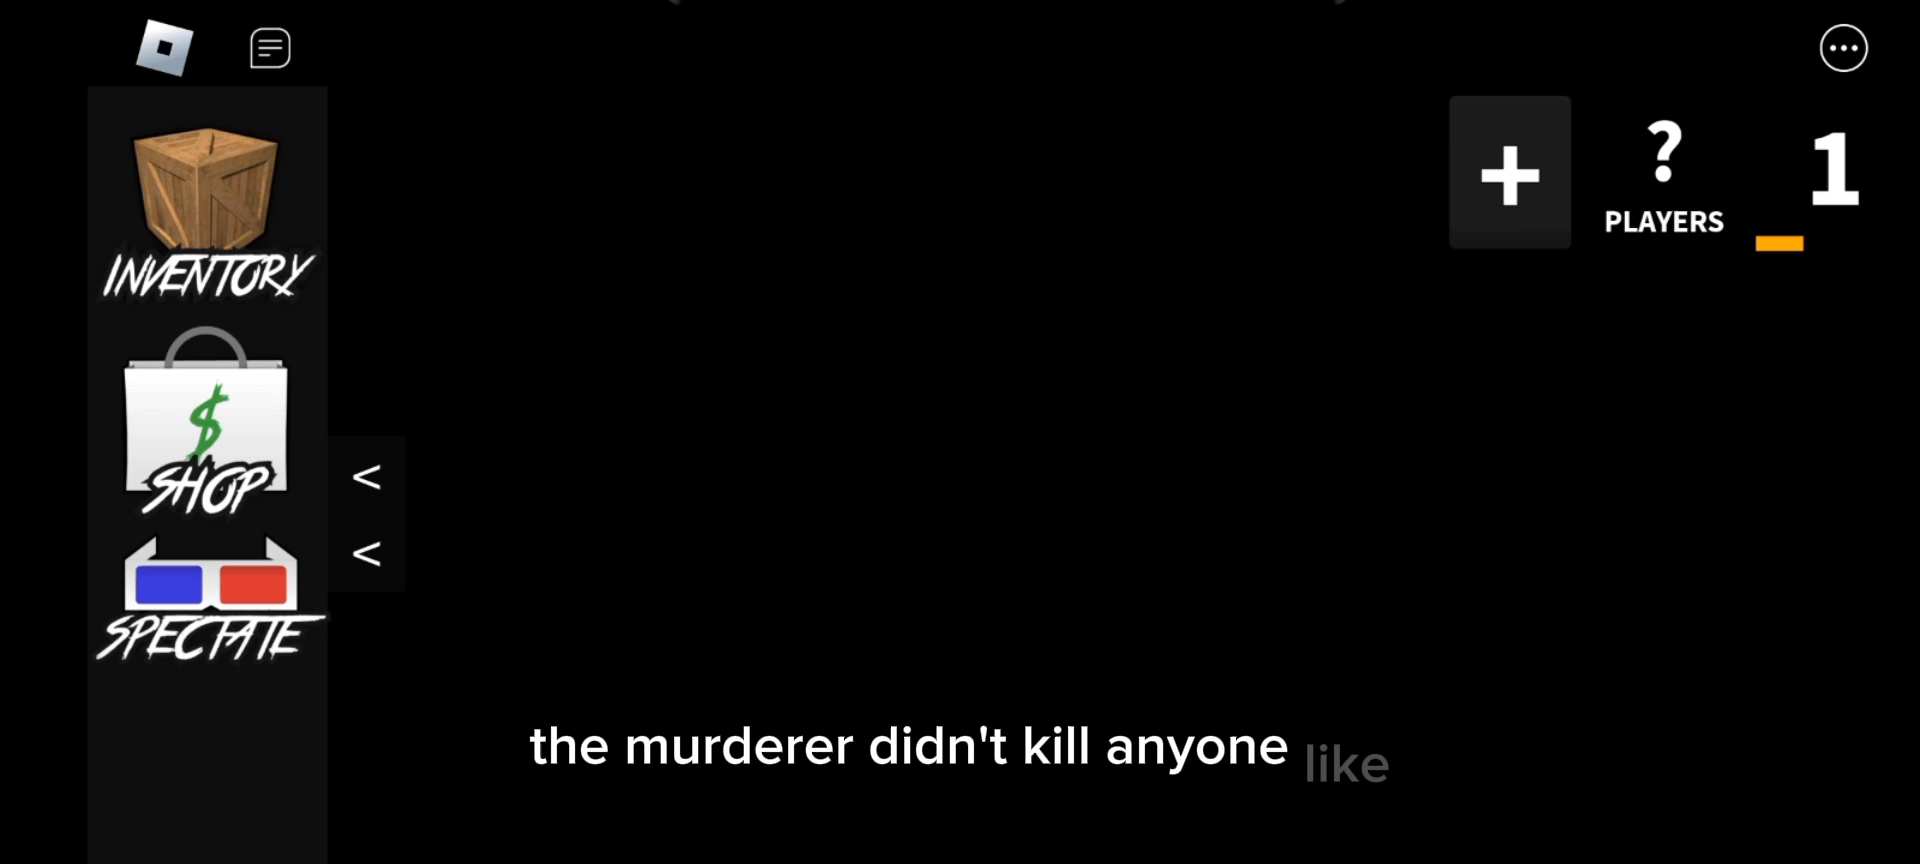 ?
PLAYERS
1
INVENTORY
$
SHOP
<
<
SPECTATE
the murderer didn't kill anyone like